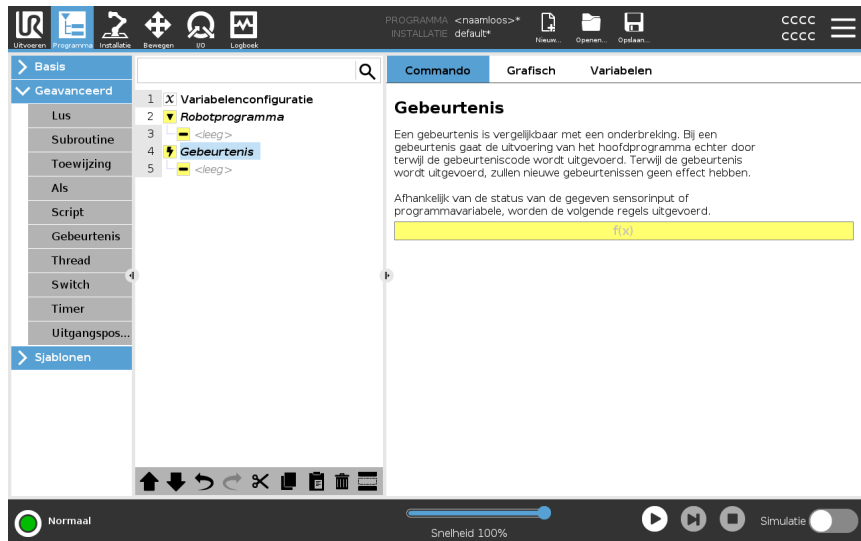 UR
Uitvoeren
Programma
Installatie
Bewegen
I/O
Logboek
PROGRAMMA <naamloos>*
INSTALLATIE default*
Nieuw...
Openen...
Opslaan...
CCCC
CCCC
Basis
Geavanceerd
Lus
Subroutine
Toewijzing
Als
Script
Gebeurtenis
Thread
Switch
Timer
Uitgangspos...
Sjablonen
1 X Variabelenconfiguratie
2 Robotprogramma
3 <leeg>
4 Gebeurtenis
5 <leeg>
Commando Grafisch Variabelen
Gebeurtenis
Een gebeurtenis is vergelijkbaar met een onderbreking. Bij een
gebeurtenis gaat de uitvoering van het hoofdprogramma echter door
terwijl de gebeurteniscode wordt uitgevoerd. Terwijl de gebeurtenis
wordt uitgevoerd, zullen nieuwe gebeurtenissen geen effect hebben.
Afhankelijk van de status van de gegeven sensorinput of
programmavariabele, worden de volgende regels uitgevoerd.
f(x)
Normaal
Snelheid 100%
Simulatie